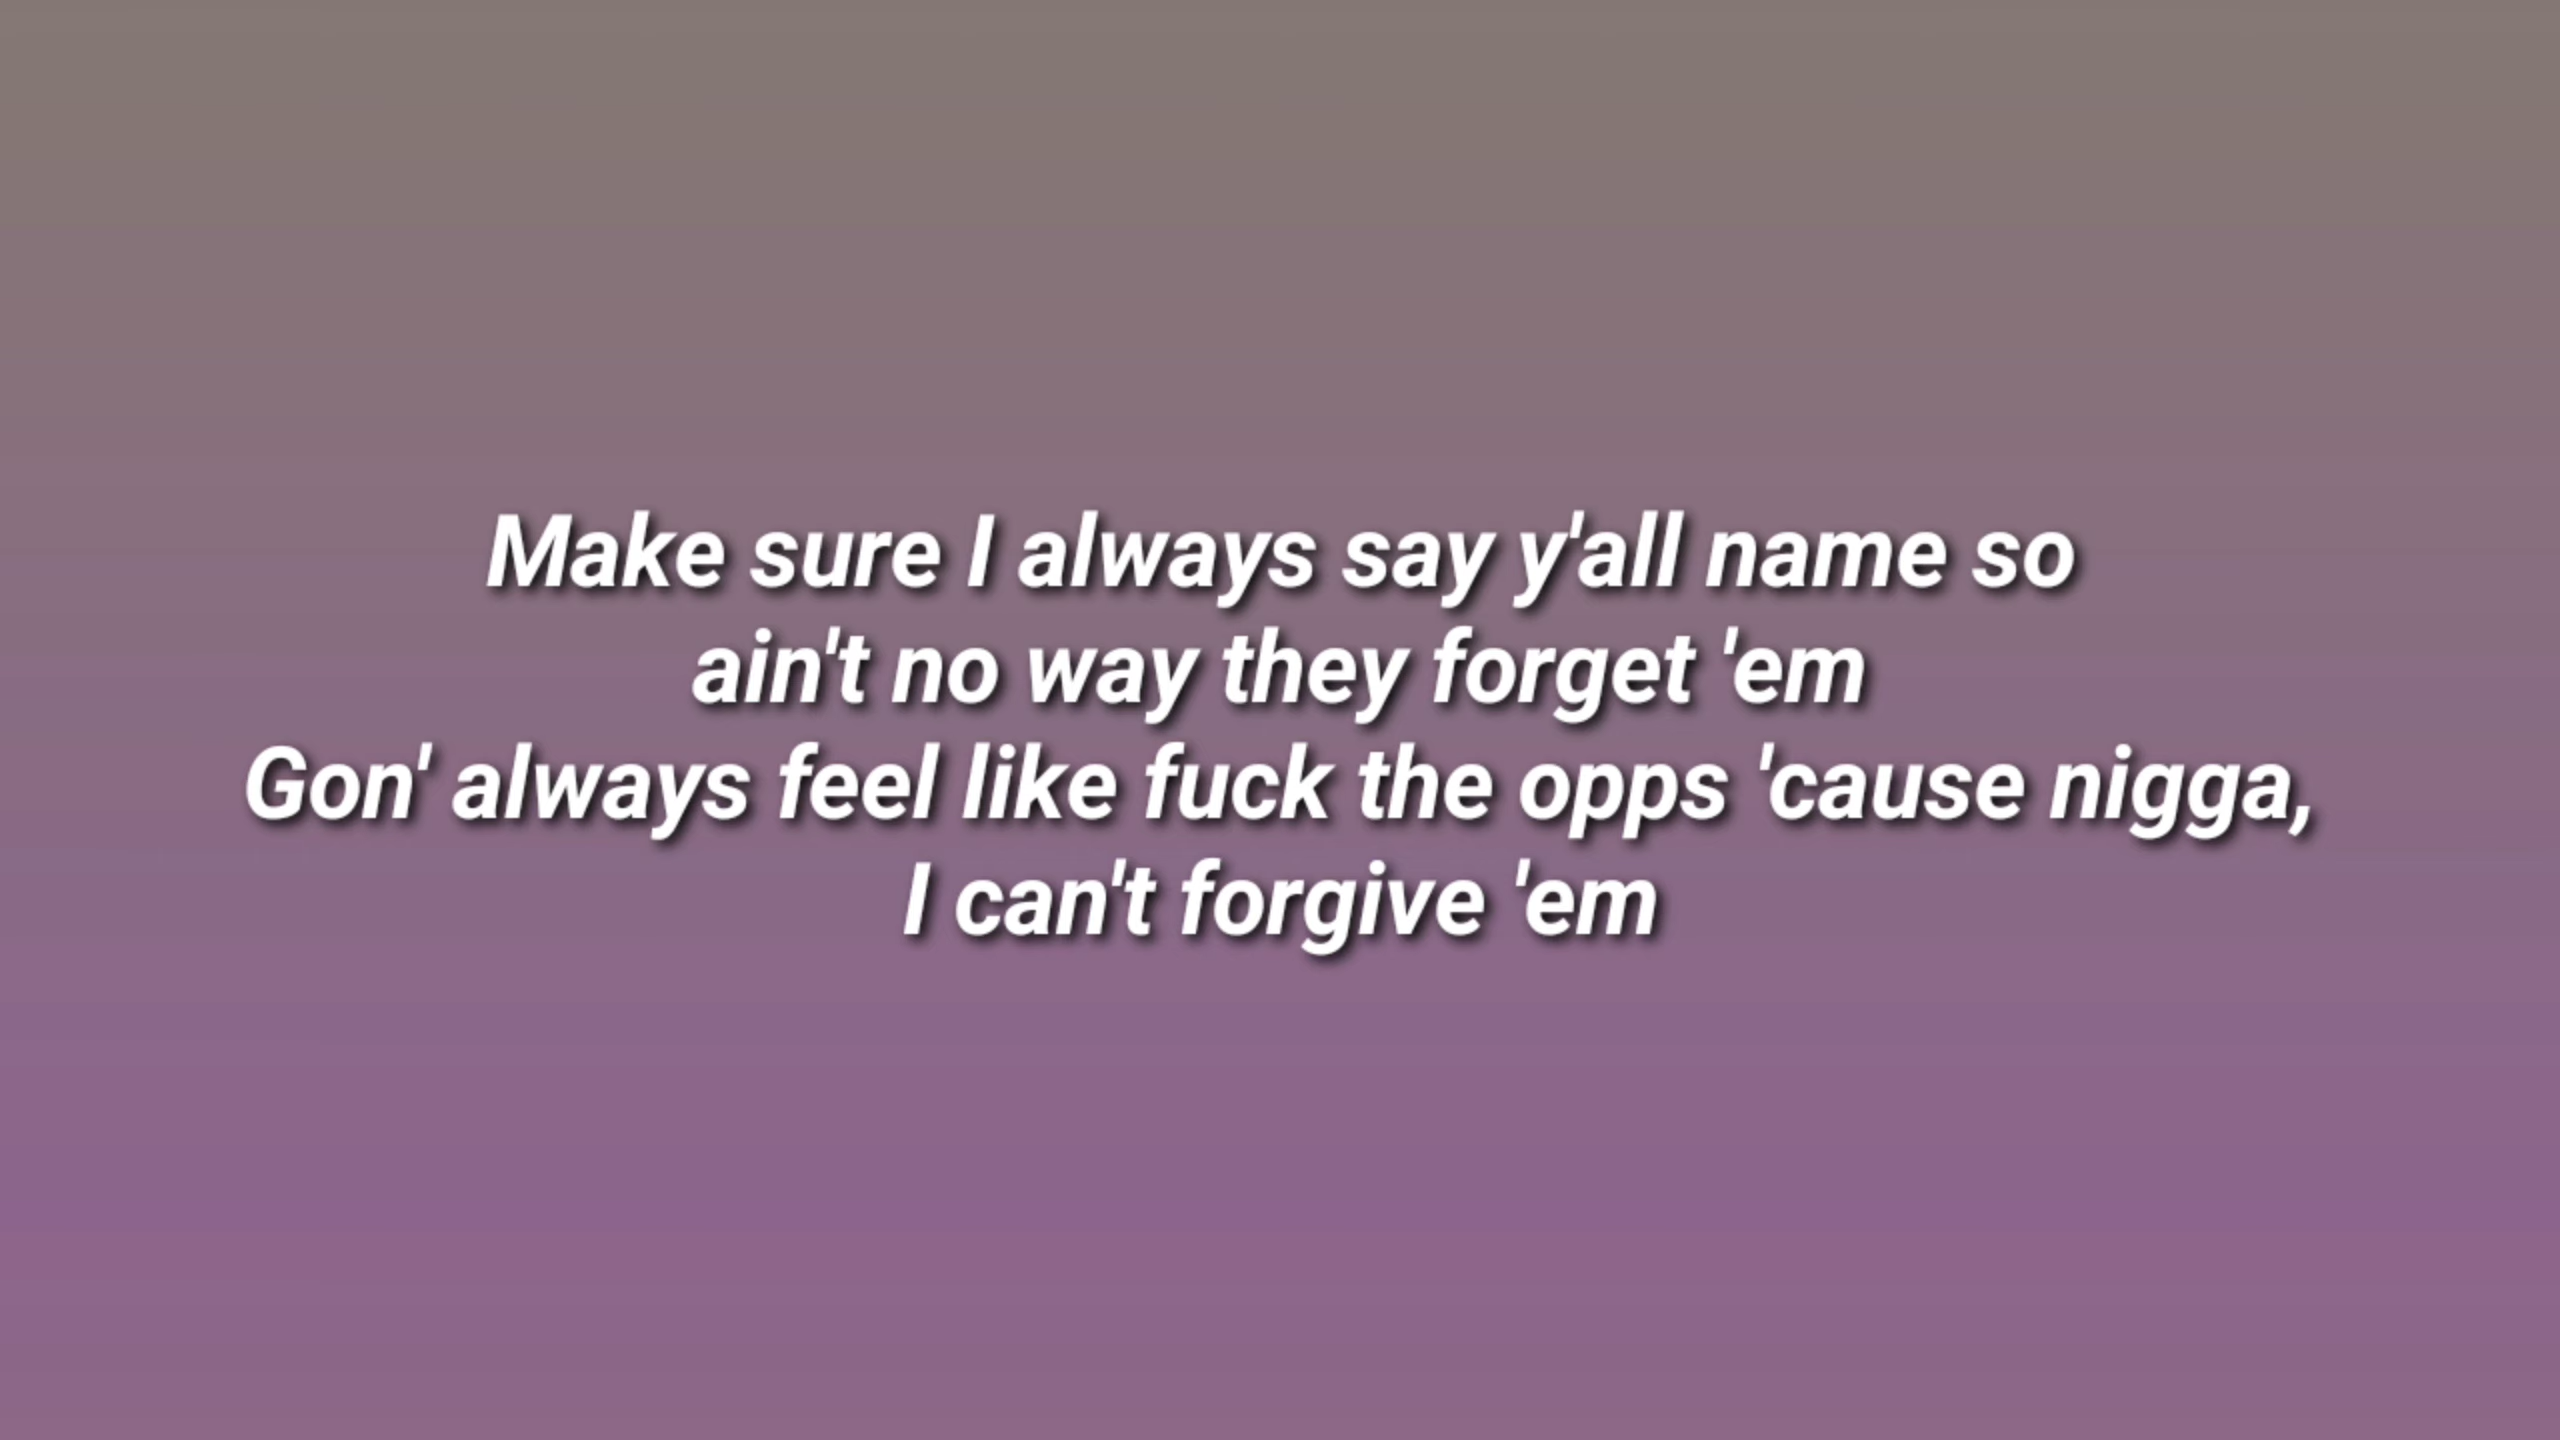 Make sure I always say y'all name so
ain't no way they forget 'em
Gon' always feel like fuck the opps 'cause nigga,
I can't forgive 'em